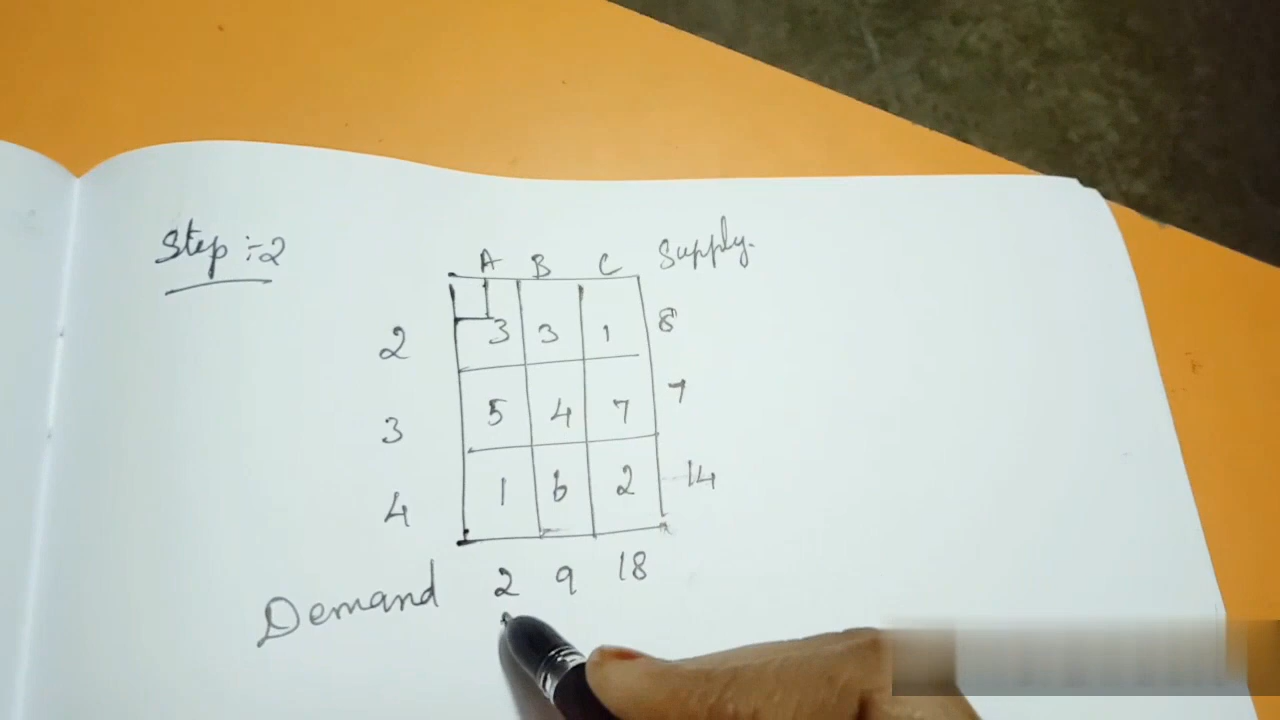 Step :- 2
A B C Supply.
2 3 3 1 8
3 5 4 7 7
4 1 6 2 14
Demand 2 9 18